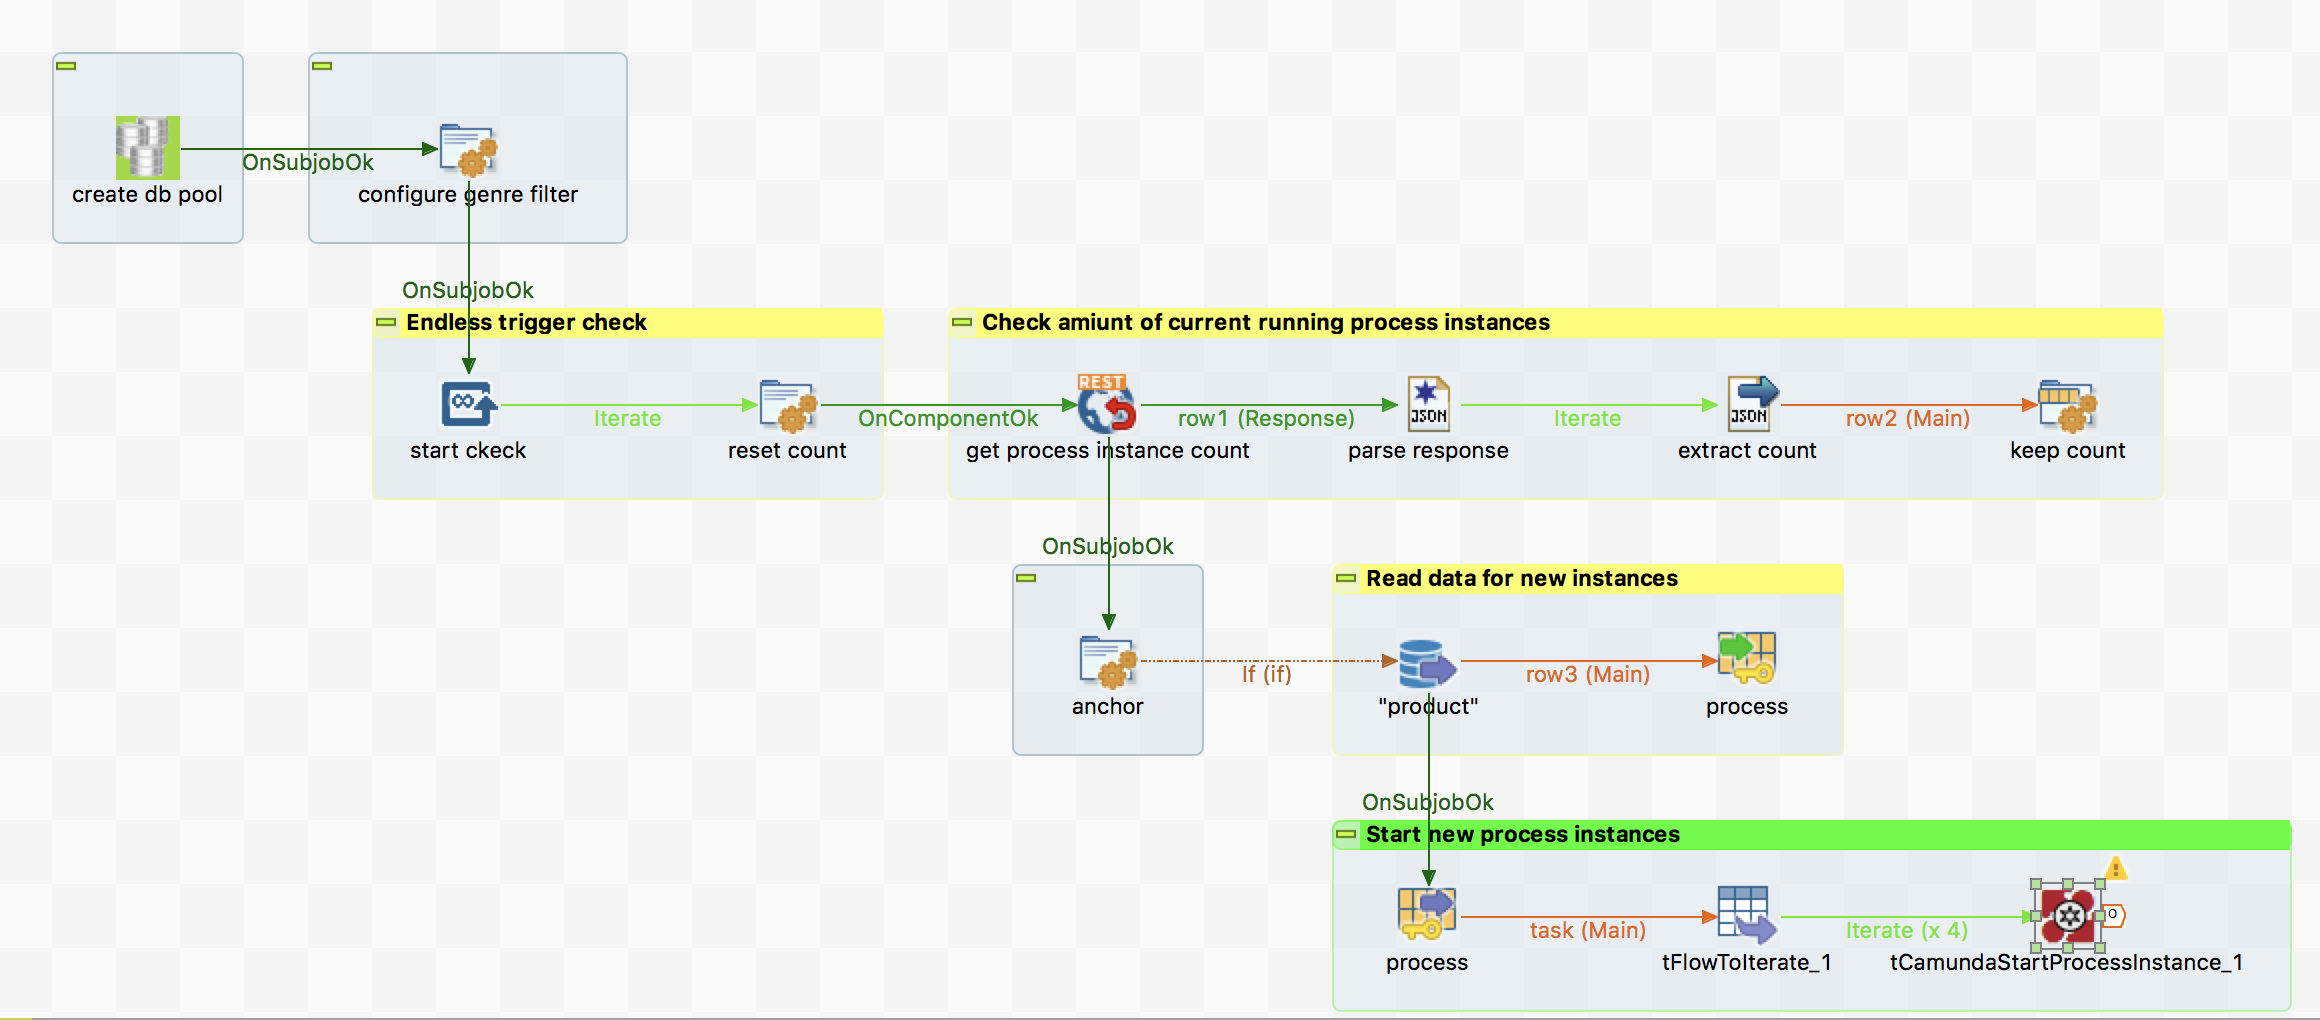 OnSubjobOk
create db pool
configure genre filter
OnSubjobOk
Endless trigger check
Check amiunt of current running process instances
REST
JSON
JSON
Iterate
OnComponentOk
row1 (Response)
Iterate
row2 (Main)
start ckeck
reset count
get process instance count
parse response
extract count
keep count
OnSubjobOk
Read data for new instances
If (if)
row3 (Main)
anchor
"product"
process
OnSubjobOk
Start new process instances
O
task (Main)
Iterate (x 4)
process
tFlowToIterate_1
tCamundaStartProcessInstance_1